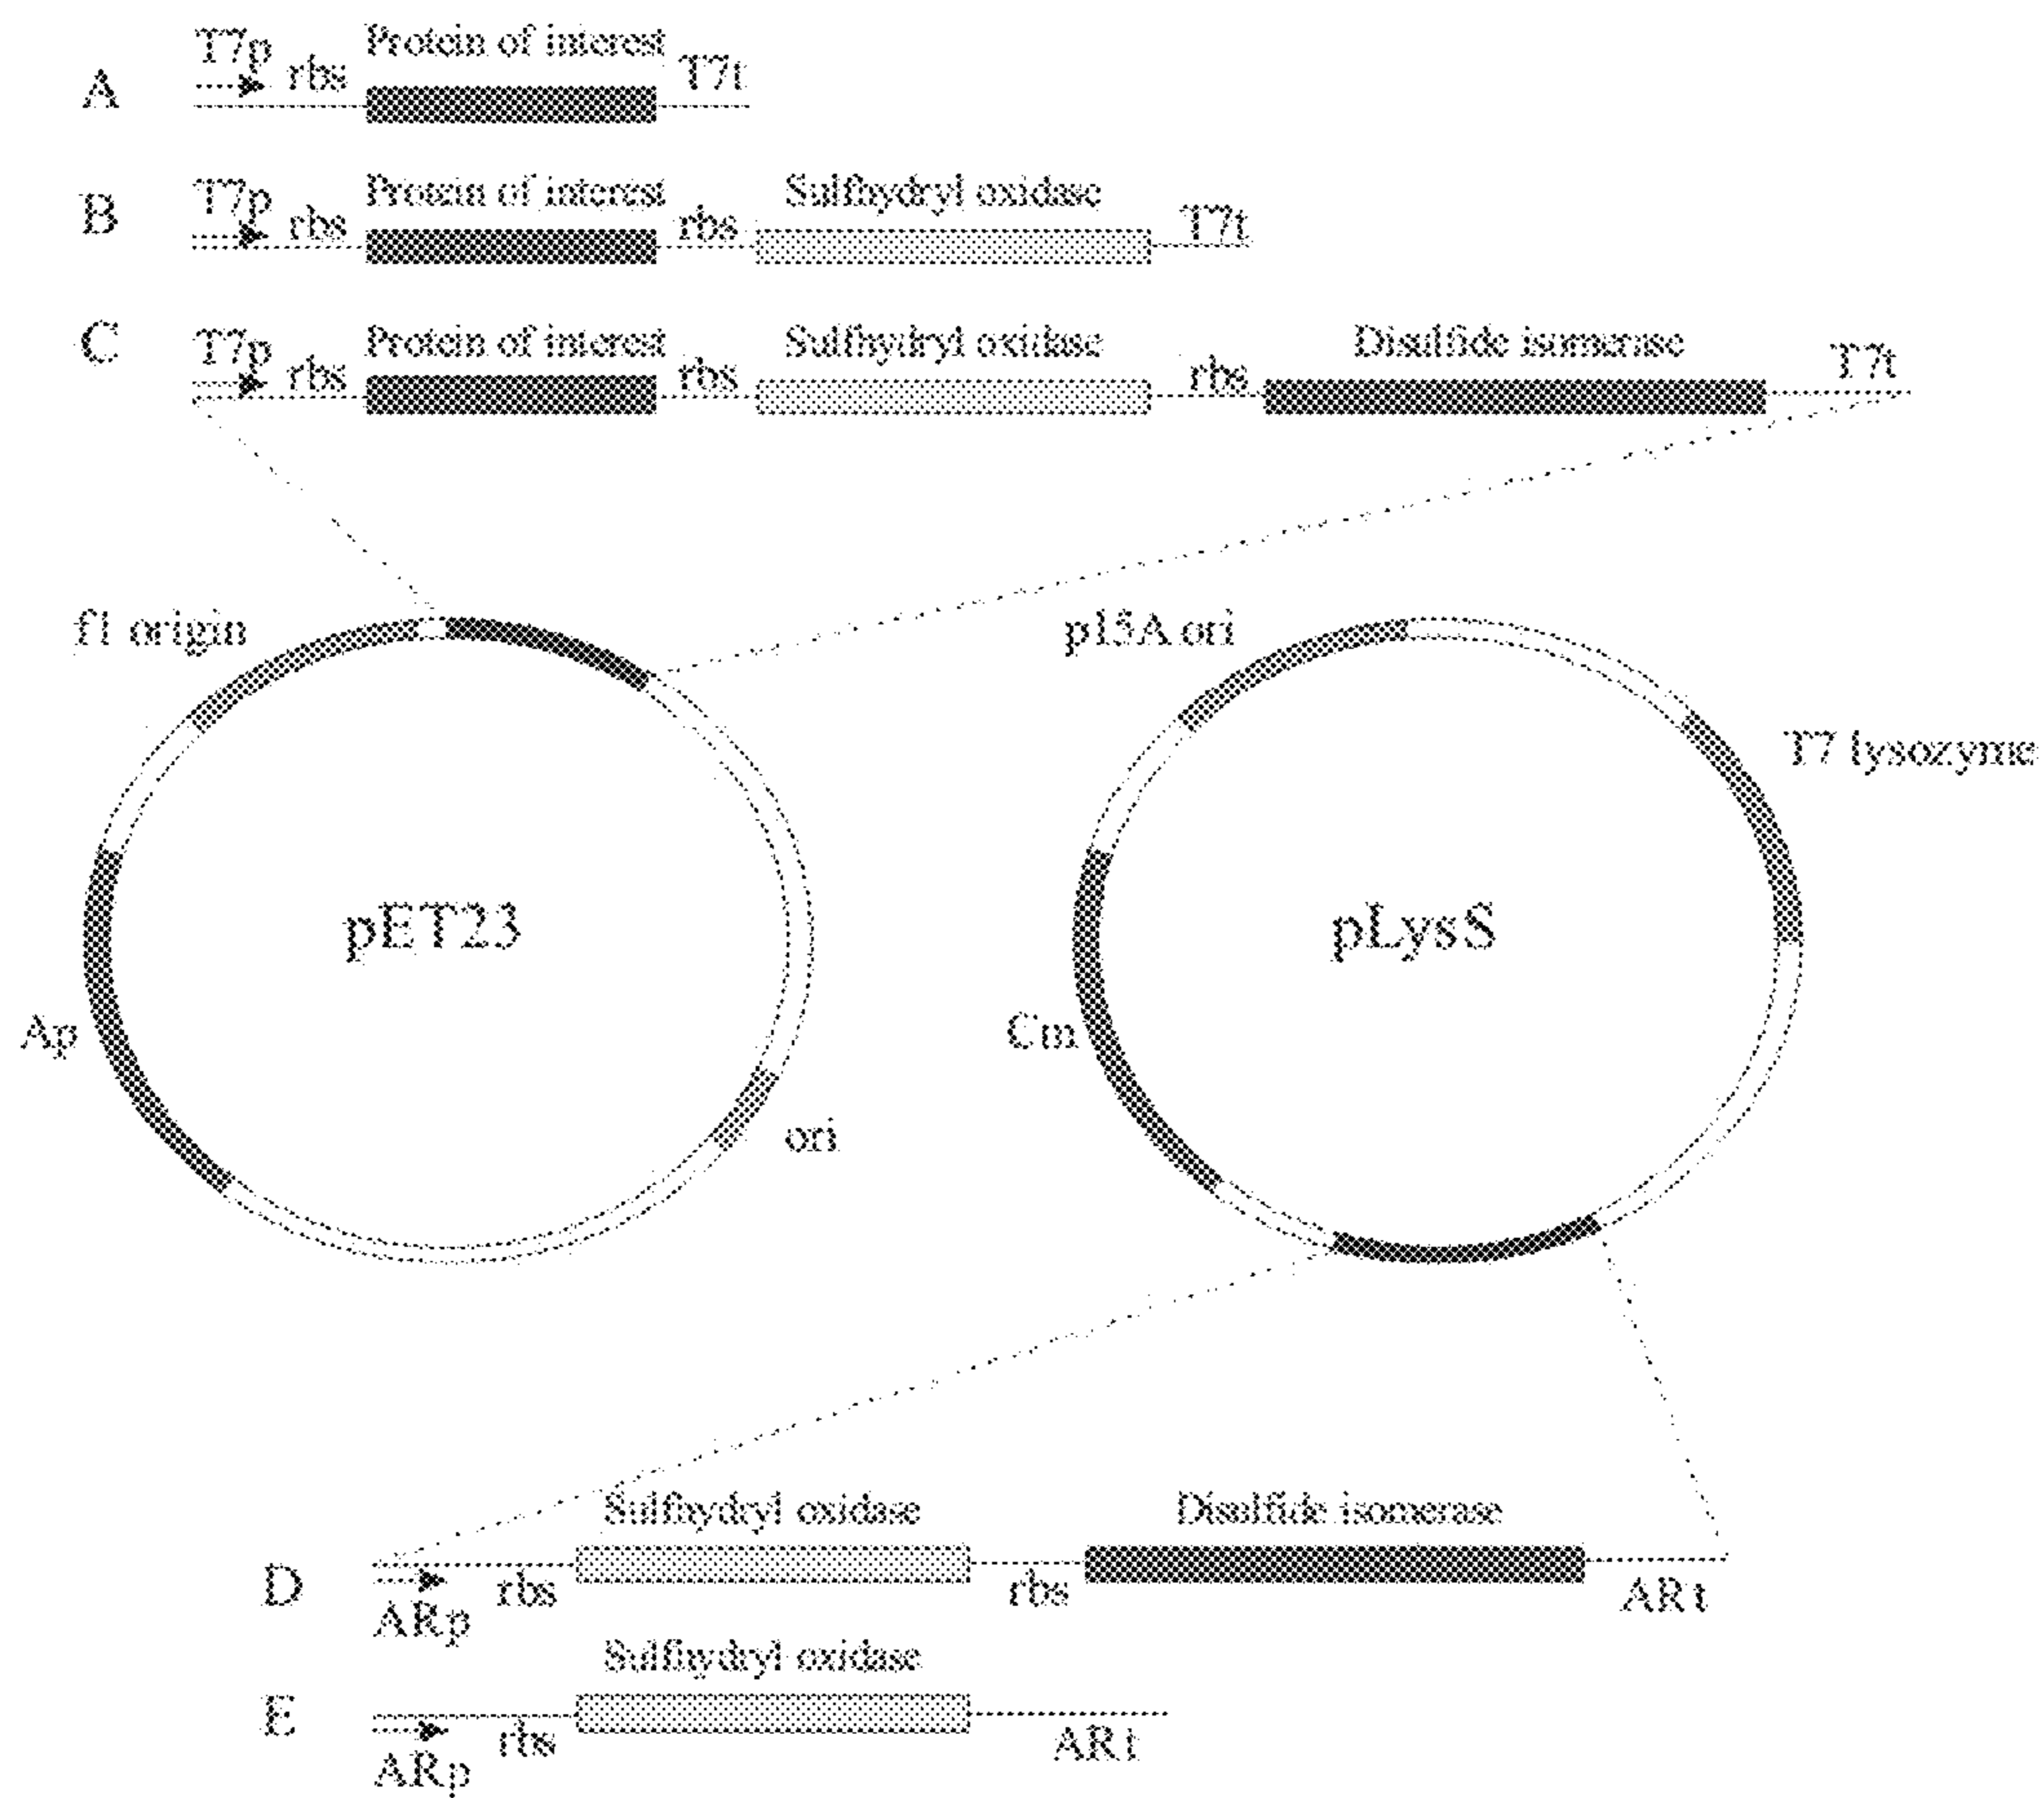 A T7p rbs Protein of interest T7t
B T7p rbs Protein of interest rbs Sulfhydryl oxidase T7t
C T7p rbs Protein of interest rbs Sulfhydryl oxidase rbs Disulfide isomerase T7t
f1 origin
p15A ori
T7 lysozyme
pET23
pLysS
Ap
Cm
ori
Sulfhydryl oxidase Disulfide isomerase
D ARp rbs rbs ARt
Sulfhydryl oxidase
E ARp rbs ARt